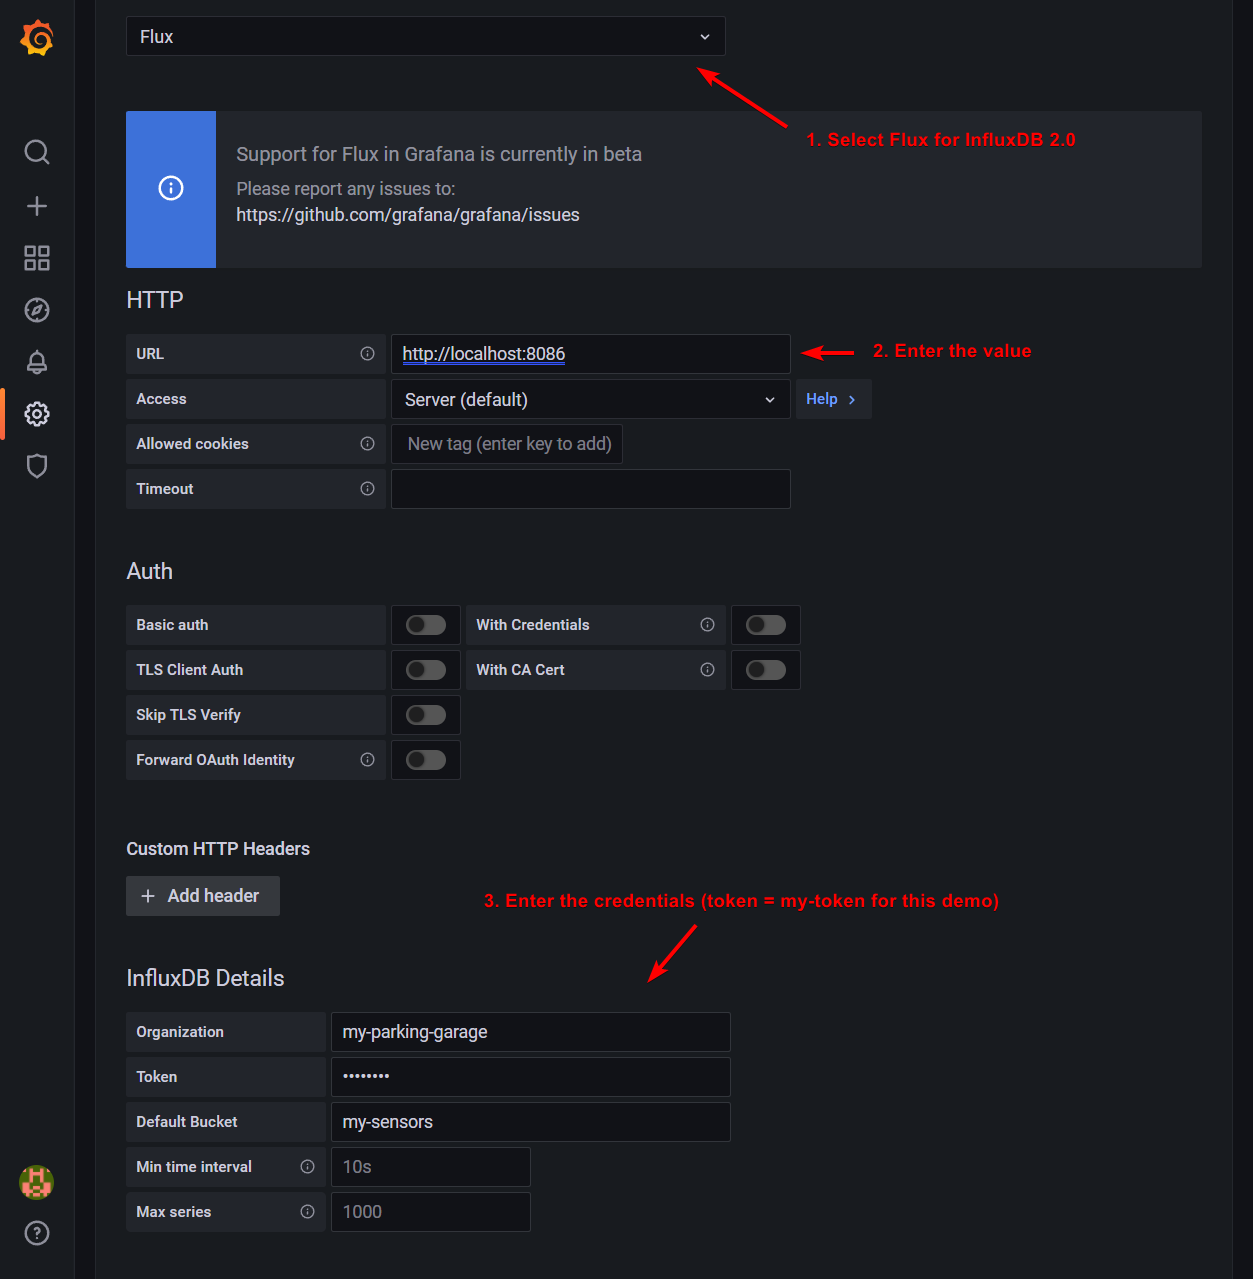 Flux
1. Select Flux for InfluxDB 2.0
Support for Flux in Grafana is currently in beta
Please report any issues to:
https://github.com/grafana/grafana/issues
HTTP
URL
http://localhost:8086
2. Enter the value
Access
Server (default)
Help
Allowed cookies
New tag (enter key to add)
Timeout
Auth
Basic auth
With Credentials
TLS Client Auth
With CA Cert
Skip TLS Verify
Forward OAuth Identity
Custom HTTP Headers
Add header
3. Enter the credentials (token = my-token for this demo)
InfluxDB Details
Organization
my-parking-garage
Token
••••••••
Default Bucket
my-sensors
Min time interval
10s
Max series
1000